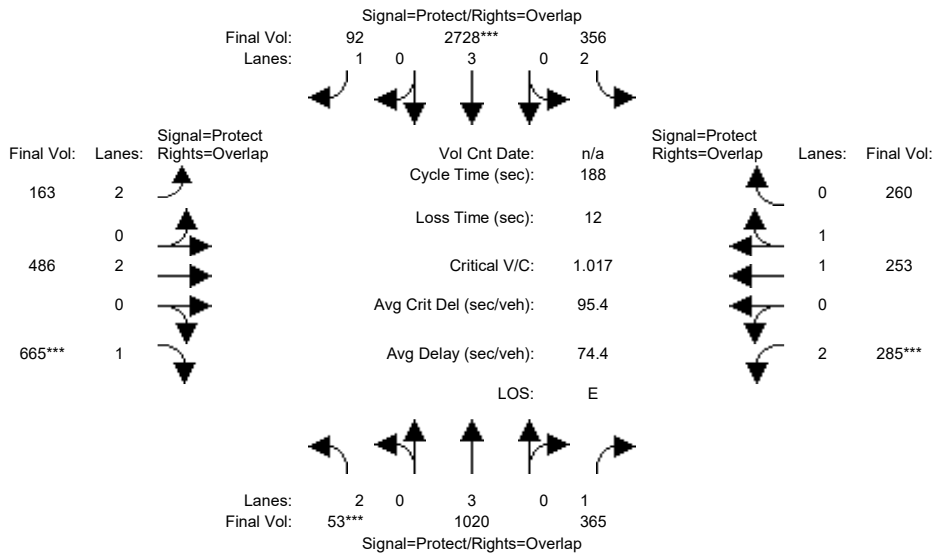 Signal=Protect/Rights=Overlap
Final Vol: 92 2728*** 356
Lanes: 1 0 3 0 2
Signal=Protect Signal=Protect
Final Vol: Lanes: Rights=Overlap Vol Cnt Date: n/a Rights=Overlap Lanes: Final Vol:
Cycle Time (sec): 188
163 2 0 260
Loss Time (sec): 12
0 1
486 2 Critical V/C: 1.017 1 253
0 Avg Crit Del (sec/veh): 95.4 0
665*** 1 Avg Delay (sec/veh): 74.4 2 285***
LOS: E
Lanes: 2 0 3 0 1
Final Vol: 53*** 1020 365
Signal=Protect/Rights=Overlap